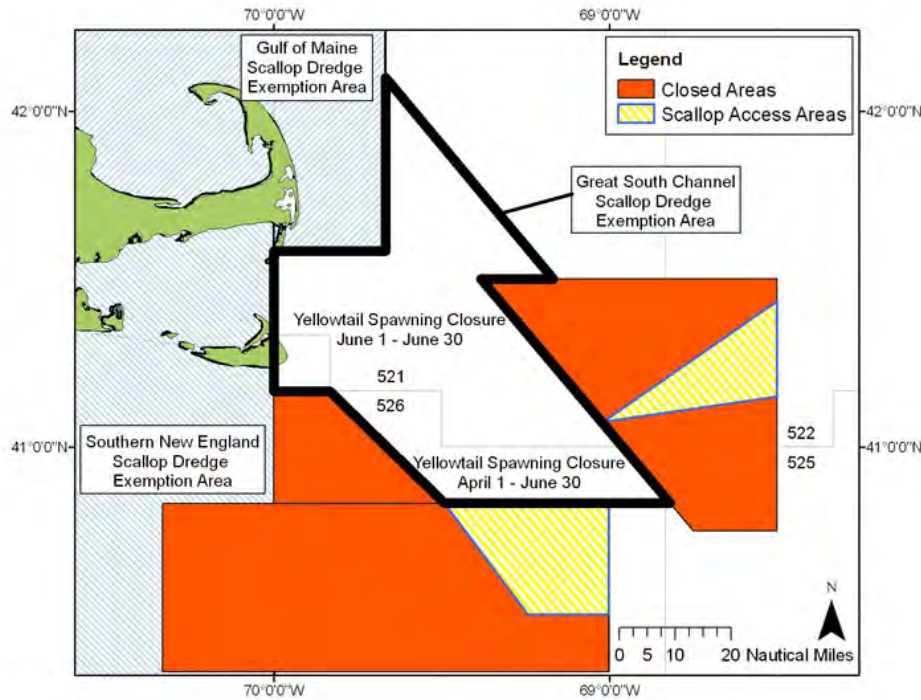 70°0'0"W
69°0'0"W
Gulf of Maine
Scallop Dredge
Exemption Area
Legend
Closed Areas
Scallop Access Areas
42°0'0"N
42°0'0"N
Great South Channel
Scallop Dredge
Exemption Area
Yellowtail Spawning Closure
June 1 - June 30
521
526
Southern New England
Scallop Dredge
Exemption Area
41°0'0"N
41°0'0"N
522
525
Yellowtail Spawning Closure
April 1 - June 30
N
0 5 10 20 Nautical Miles
70°0'0"W
69°0'0"W